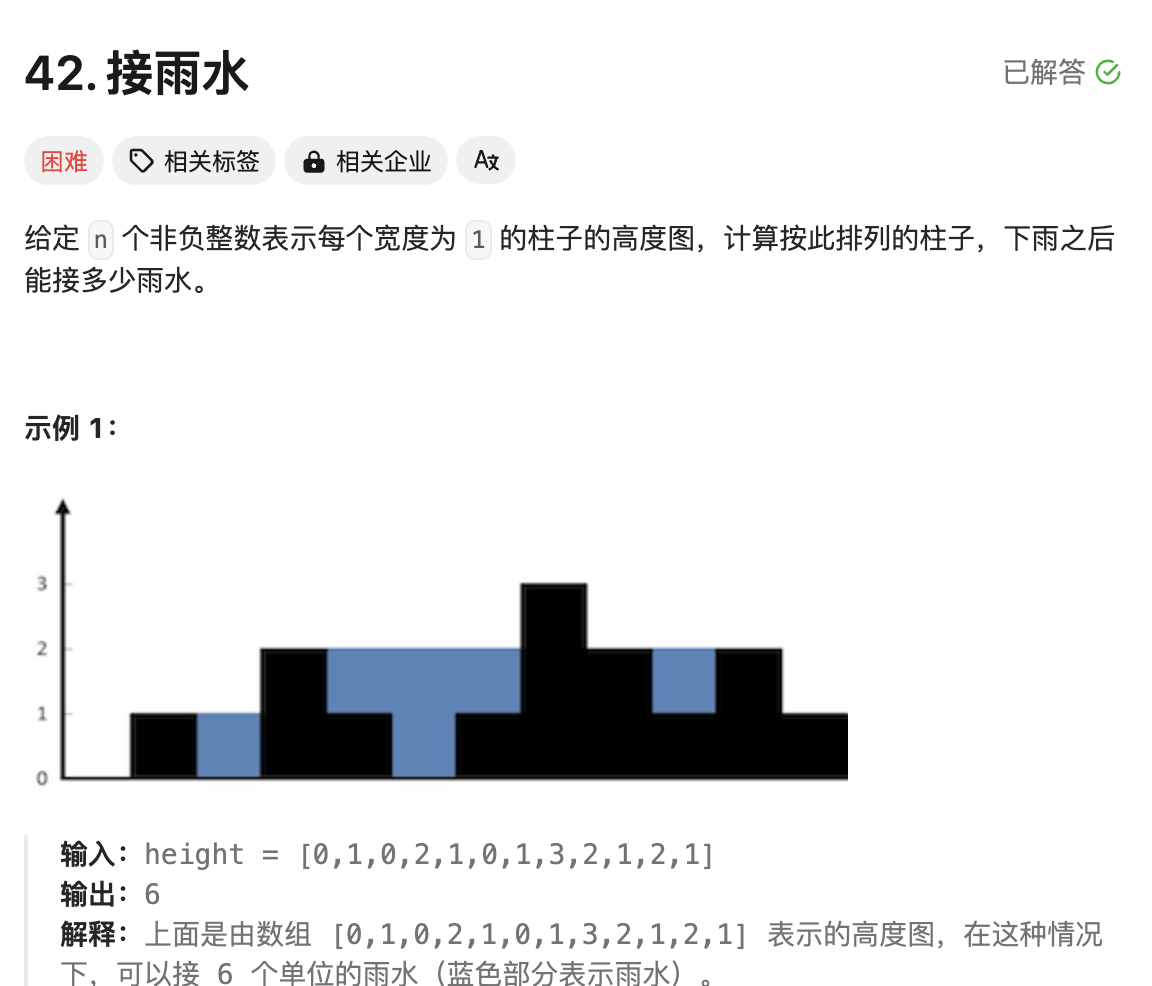 42. 接雨水
已解答
困难
相关标签
相关企业
给定 n 个非负整数表示每个宽度为 1 的柱子的高度图，计算按此排列的柱子，下雨之后
能接多少雨水。
示例 1：
3
2
1
0
输入：height = [0,1,0,2,1,0,1,3,2,1,2,1]
输出：6
解释：上面是由数组 [0,1,0,2,1,0,1,3,2,1,2,1] 表示的高度图，在这种情况
下，可以接 6 个单位的雨水（蓝色部分表示雨水）。